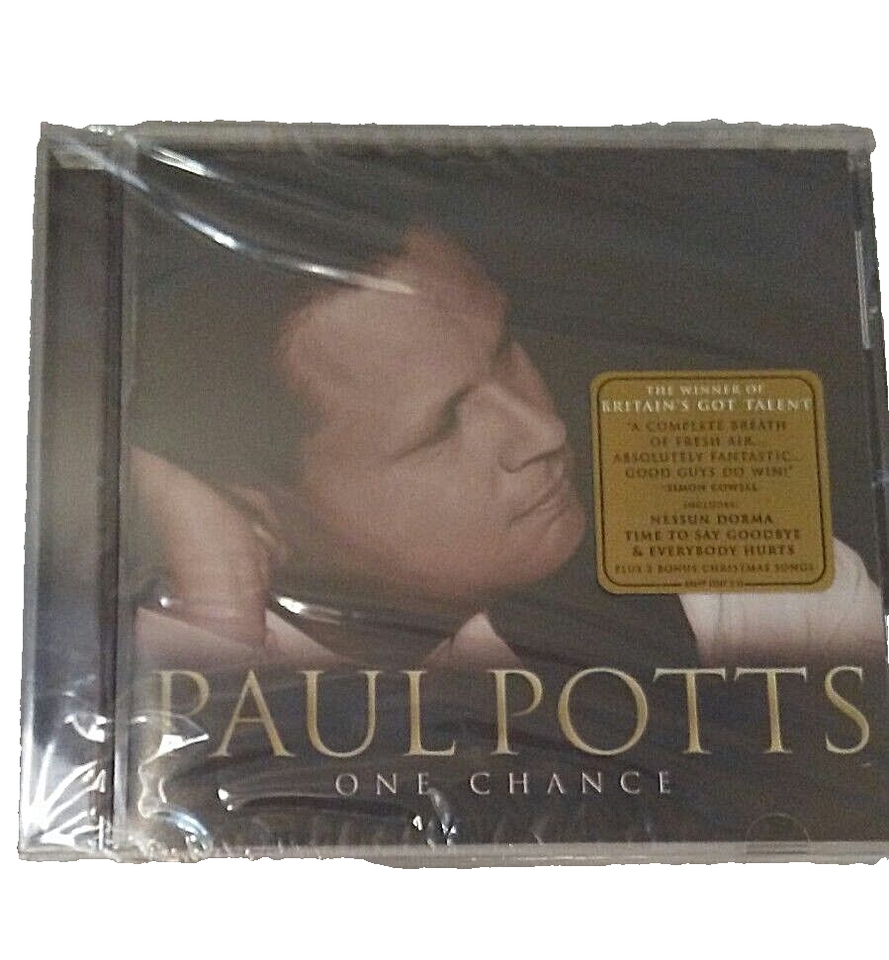 THE WINNER OF
BRITAIN'S GOT TALENT
"A COMPLETE BREATH
OF FRESH AIR...
ABSOLUTELY FANTASTIC...
GOOD GUYS DO WIN!"
-SIMON COWELL
INCLUDES:
NESSUN DORMA
TIME TO SAY GOODBYE
& EVERYBODY HURTS
PLUS 2 BONUS CHRISTMAS SONGS
PAUL POTTS
ONE CHANCE